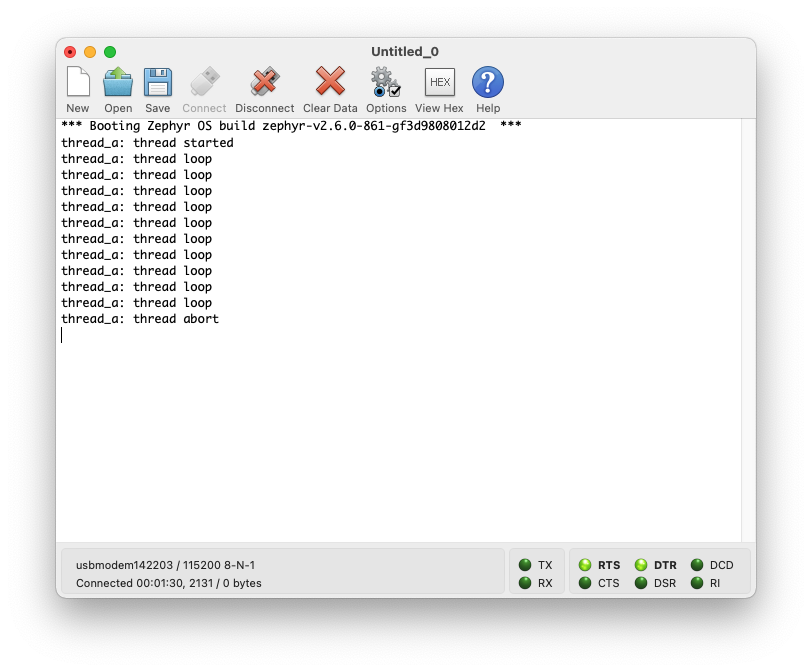 Untitled_0
New Open Save Connect Disconnect Clear Data Options View Hex Help
HEX
*** Booting Zephyr OS build zephyr-v2.6.0-861-gf3d9808012d2  ***
thread_a: thread started
thread_a: thread loop
thread_a: thread loop
thread_a: thread loop
thread_a: thread loop
thread_a: thread loop
thread_a: thread loop
thread_a: thread loop
thread_a: thread loop
thread_a: thread loop
thread_a: thread loop
thread_a: thread abort
usbmodem142203 / 115200 8-N-1
Connected 00:01:30, 2131 / 0 bytes
TX RTS DTR DCD
RX CTS DSR RI